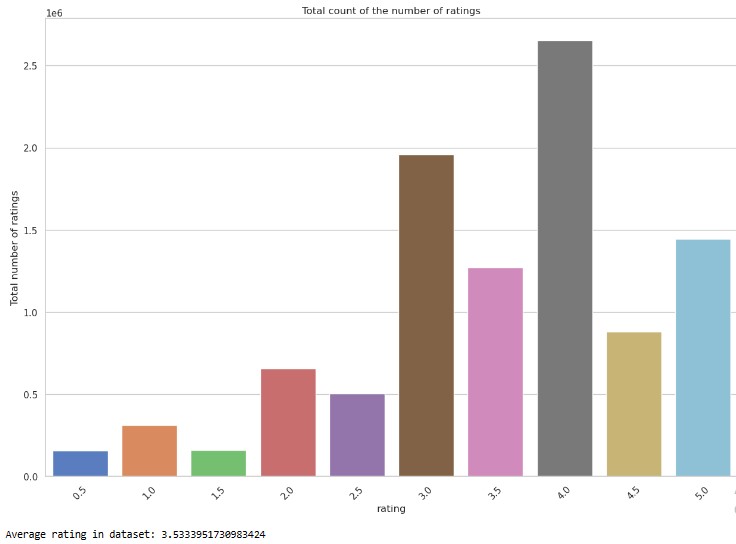 Total count of the number of ratings
1e6
2.5
2.0
1.5
1.0
0.5
0.0
Total number of ratings
0.5 1.0 1.5 2.0 2.5 3.0 3.5 4.0 4.5 5.0
rating
Average rating in dataset: 3.5333951730983424